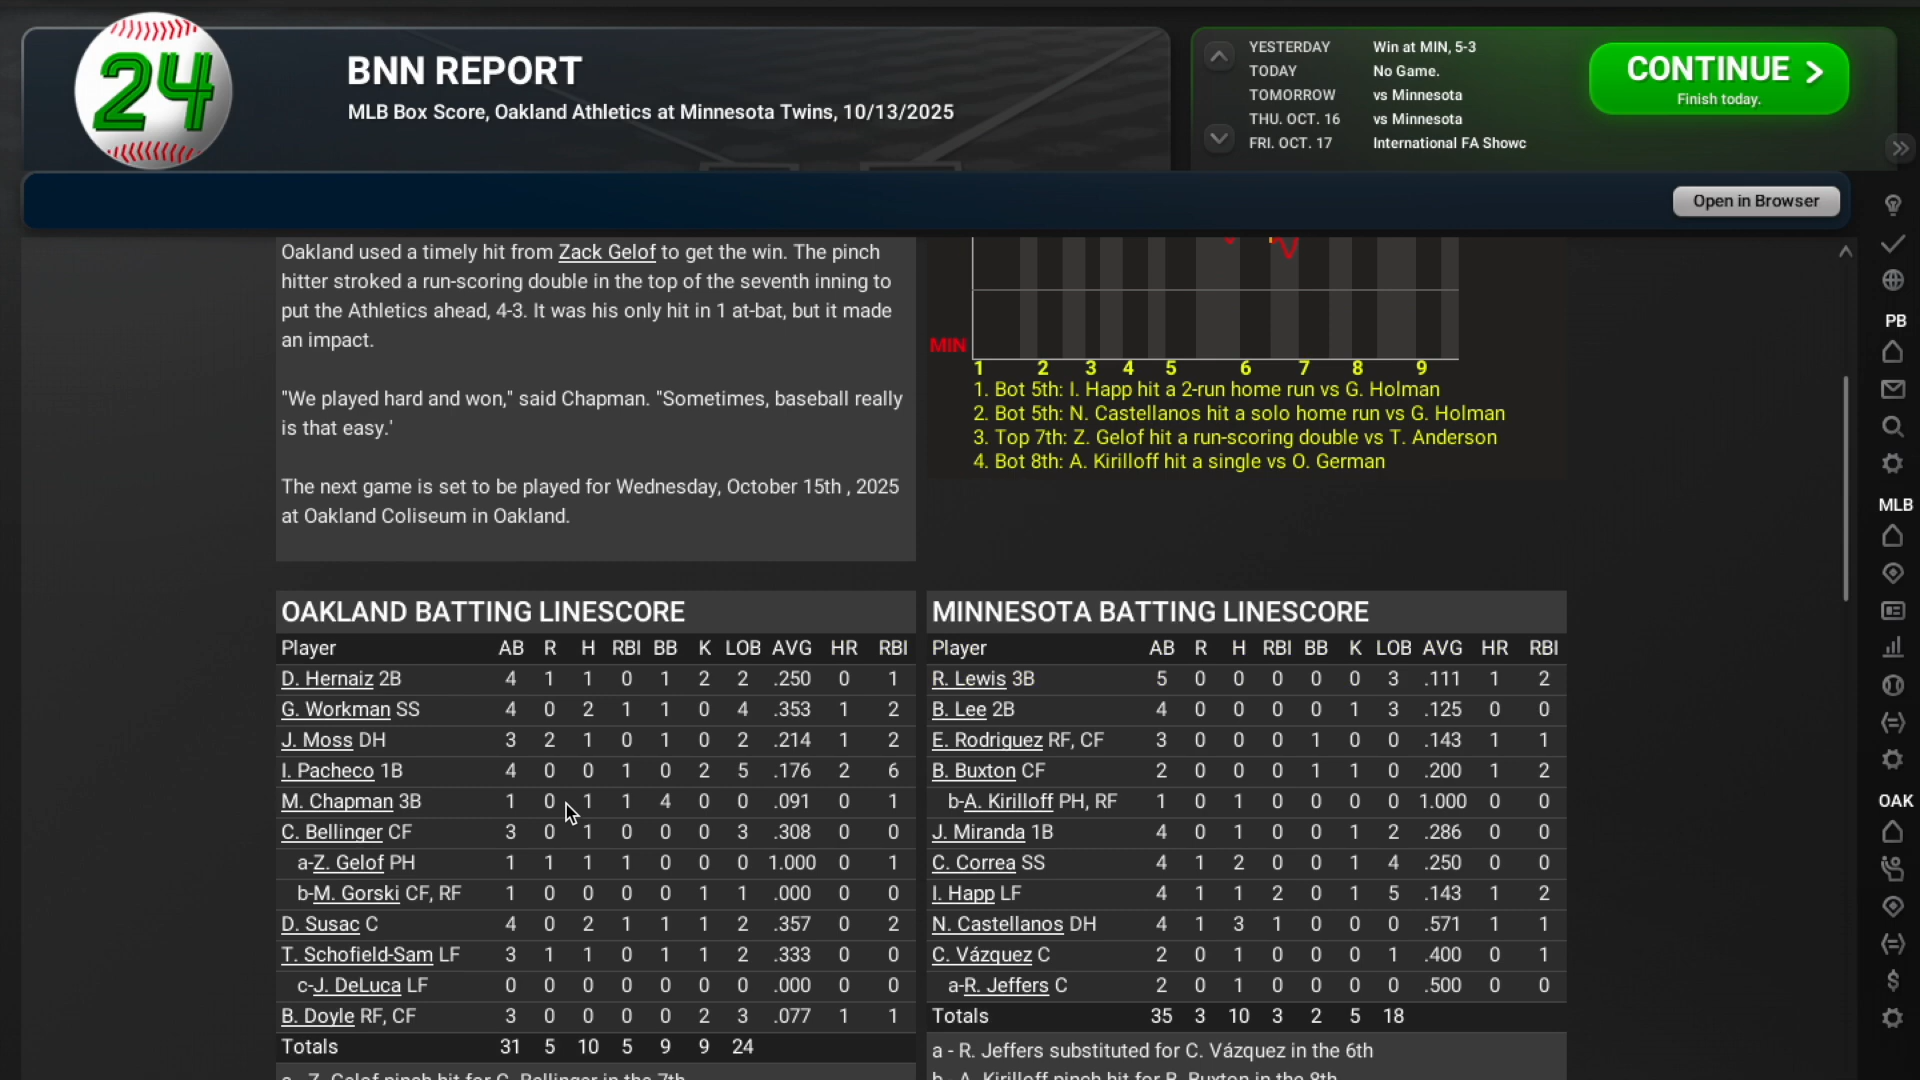 24
BNN REPORT
MLB Box Score, Oakland Athletics at Minnesota Twins, 10/13/2025
YESTERDAY Win at MIN, 5-3
TODAY No Game.
TOMORROW vs Minnesota
THU. OCT. 16 vs Minnesota
FRI. OCT. 17 International FA Showc
CONTINUE
Finish today.
Open in Browser
Oakland used a timely hit from Zack Gelof to get the win. The pinch
hitter stroked a run-scoring double in the top of the seventh inning to
put the Athletics ahead, 4-3. It was his only hit in 1 at-bat, but it made
an impact.
"We played hard and won," said Chapman. "Sometimes, baseball really
is that easy.'
The next game is set to be played for Wednesday, October 15th , 2025
at Oakland Coliseum in Oakland.
MIN
1 2 3 4 5 6 7 8 9
1. Bot 5th: I. Happ hit a 2-run home run vs G. Holman
2. Bot 5th: N. Castellanos hit a solo home run vs G. Holman
3. Top 7th: Z. Gelof hit a run-scoring double vs T. Anderson
4. Bot 8th: A. Kirilloff hit a single vs O. German
OAKLAND BATTING LINESCORE
Player AB R H RBI BB K LOB AVG HR RBI
D. Hernaiz 2B 4 1 1 0 1 2 2 .250 0 1
G. Workman SS 4 0 2 1 1 0 4 .353 1 2
J. Moss DH 3 2 1 0 1 0 2 .214 1 2
I. Pacheco 1B 4 0 0 1 0 2 5 .176 2 6
M. Chapman 3B 1 0 1 1 4 0 0 .091 0 1
C. Bellinger CF 3 0 1 0 0 0 3 .308 0 0
a-Z. Gelof PH 1 1 1 1 0 0 0 1.000 0 1
b-M. Gorski CF, RF 1 0 0 0 0 1 1 .000 0 0
D. Susac C 4 0 2 1 1 1 2 .357 0 2
T. Schofield-Sam LF 3 1 1 0 1 1 2 .333 0 0
c-J. DeLuca LF 0 0 0 0 0 0 0 .000 0 0
B. Doyle RF, CF 3 0 0 0 0 2 3 .077 1 1
Totals 31 5 10 5 9 9 24
a - Z. Gelof pinch hit for C. Bellinger in the 7th
MINNESOTA BATTING LINESCORE
Player AB R H RBI BB K LOB AVG HR RBI
R. Lewis 3B 5 0 0 0 0 0 3 .111 1 2
B. Lee 2B 4 0 0 0 0 1 3 .125 0 0
E. Rodriguez RF, CF 3 0 0 0 1 0 0 .143 1 1
B. Buxton CF 2 0 0 0 1 1 0 .200 1 2
b-A. Kirilloff PH, RF 1 0 1 0 0 0 0 1.000 0 0
J. Miranda 1B 4 0 1 0 0 1 2 .286 0 0
C. Correa SS 4 1 2 0 0 1 4 .250 0 0
I. Happ LF 4 1 1 2 0 1 5 .143 1 2
N. Castellanos DH 4 1 3 1 0 0 0 .571 1 1
C. Vázquez C 2 0 1 0 0 0 1 .400 0 1
a-R. Jeffers C 2 0 1 0 0 0 0 .500 0 0
Totals 35 3 10 3 2 5 18
a - R. Jeffers substituted for C. Vázquez in the 6th
b - A. Kirilloff pinch hit for B. Buxton in the 8th
PB
MLB
OAK